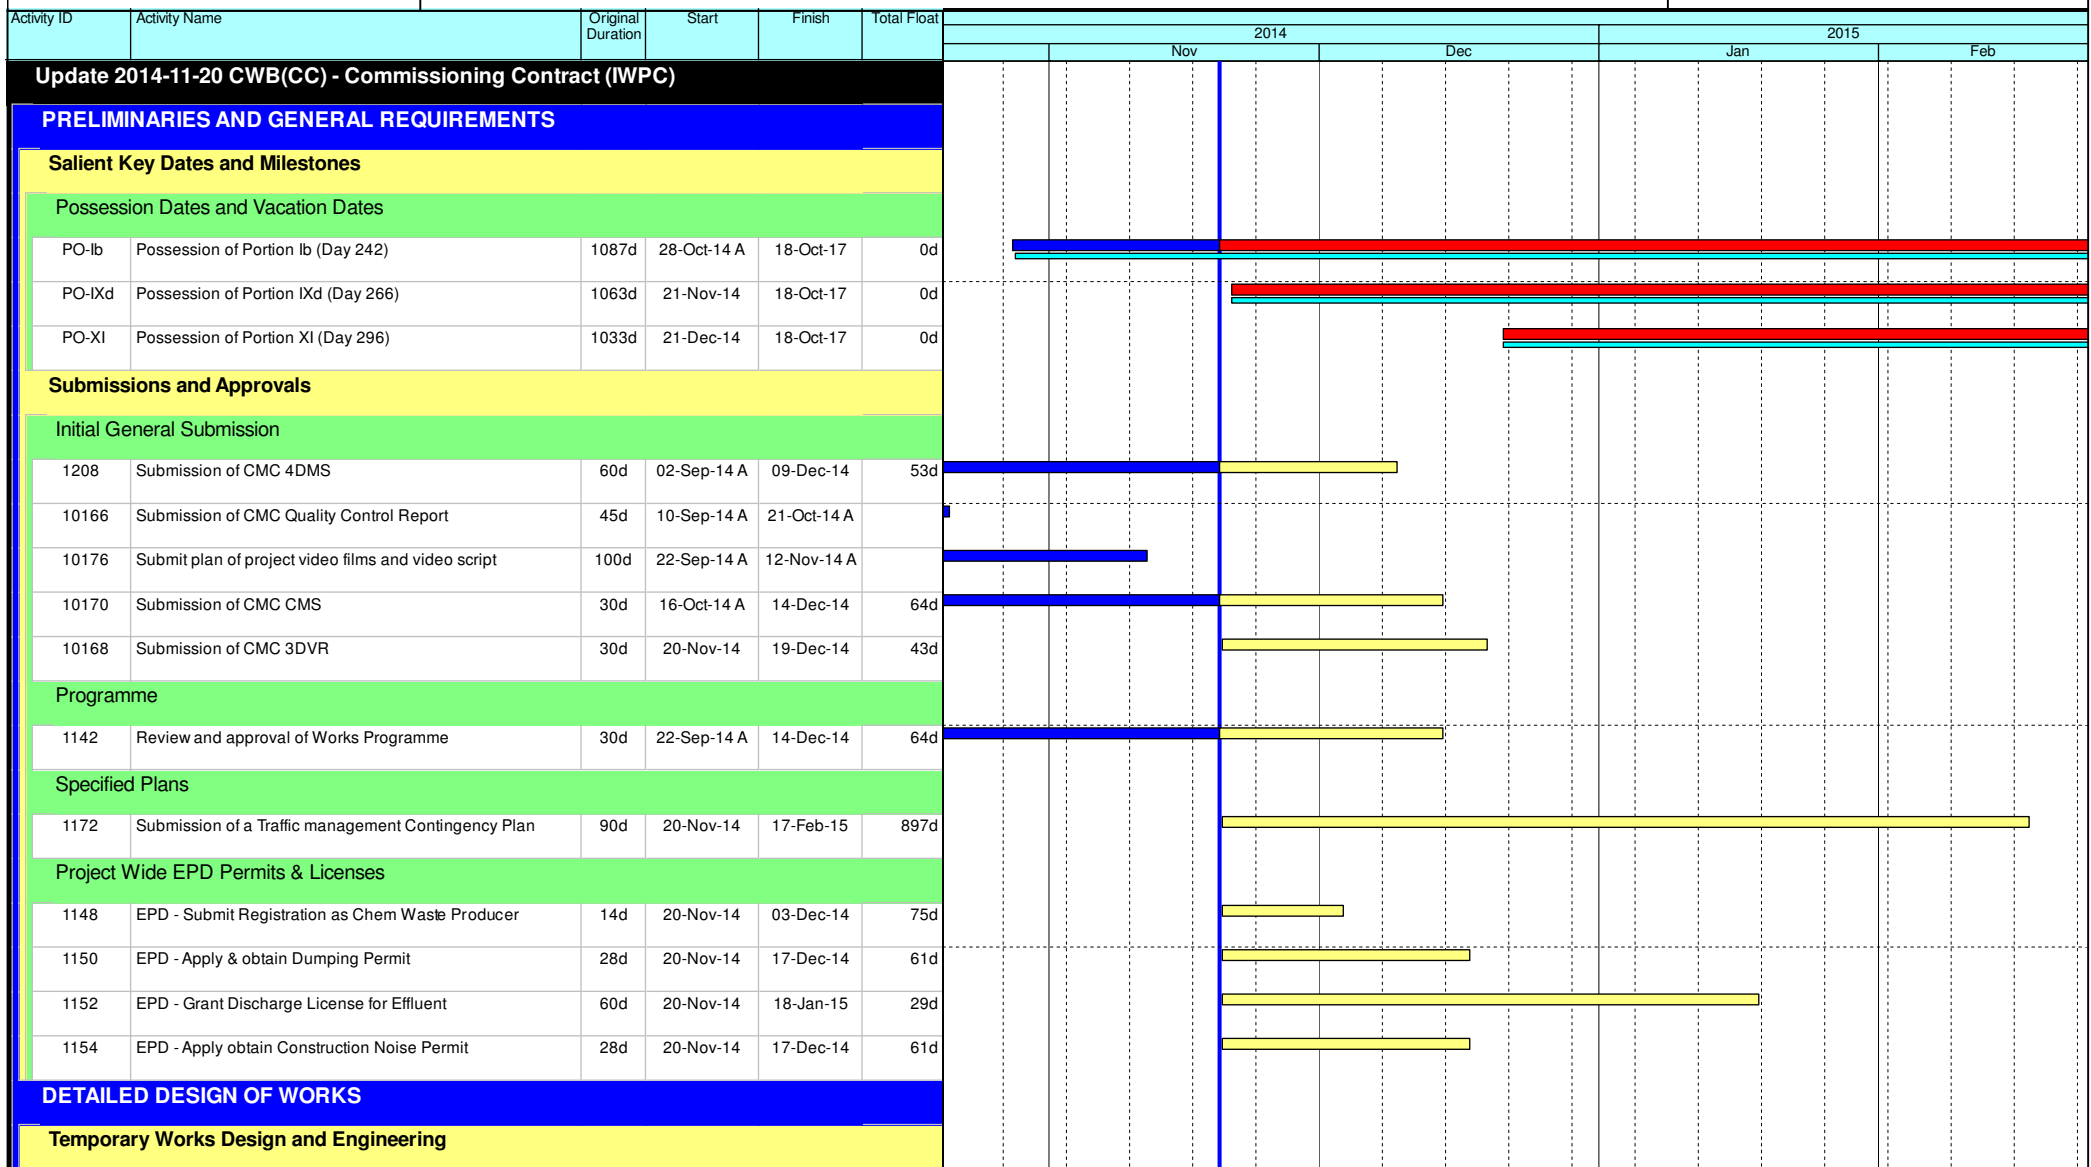 Activity ID Activity Name Original Duration Start Finish Total Float
2014 2015
Nov Dec Jan Feb
Update 2014-11-20 CWB(CC) - Commissioning Contract (IWPC)
PRELIMINARIES AND GENERAL REQUIREMENTS
Salient Key Dates and Milestones
Possession Dates and Vacation Dates
PO-Ib Possession of Portion Ib (Day 242) 1087d 28-Oct-14 A 18-Oct-17 0d
PO-IXd Possession of Portion IXd (Day 266) 1063d 21-Nov-14 18-Oct-17 0d
PO-XI Possession of Portion XI (Day 296) 1033d 21-Dec-14 18-Oct-17 0d
Submissions and Approvals
Initial General Submission
1208 Submission of CMC 4DMS 60d 02-Sep-14 A 09-Dec-14 53d
10166 Submission of CMC Quality Control Report 45d 10-Sep-14 A 21-Oct-14 A
10176 Submit plan of project video films and video script 100d 22-Sep-14 A 12-Nov-14 A
10170 Submission of CMC CMS 30d 16-Oct-14 A 14-Dec-14 64d
10168 Submission of CMC 3DVR 30d 20-Nov-14 19-Dec-14 43d
Programme
1142 Review and approval of Works Programme 30d 22-Sep-14 A 14-Dec-14 64d
Specified Plans
1172 Submission of a Traffic management Contingency Plan 90d 20-Nov-14 17-Feb-15 897d
Project Wide EPD Permits & Licenses
1148 EPD - Submit Registration as Chem Waste Producer 14d 20-Nov-14 03-Dec-14 75d
1150 EPD - Apply & obtain Dumping Permit 28d 20-Nov-14 17-Dec-14 61d
1152 EPD - Grant Discharge License for Effluent 60d 20-Nov-14 18-Jan-15 29d
1154 EPD - Apply obtain Construction Noise Permit 28d 20-Nov-14 17-Dec-14 61d
DETAILED DESIGN OF WORKS
Temporary Works Design and Engineering